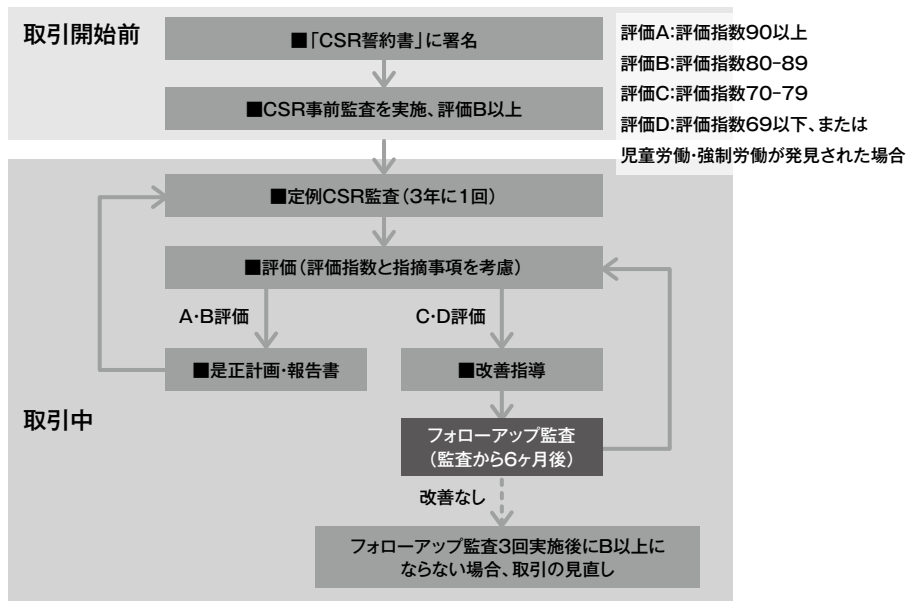 取引開始前
■「CSR誓約書」に署名
■CSR事前監査を実施、評価B以上
評価A:評価指数90以上
評価B:評価指数80-89
評価C:評価指数70-79
評価D:評価指数69以下、または
児童労働・強制労働が発見された場合
取引中
■定例CSR監査（3年に1回）
■評価（評価指数と指摘事項を考慮）
A・B評価
C・D評価
■是正計画・報告書
■改善指導
フォローアップ監査
（監査から6ヶ月後）
改善なし
フォローアップ監査3回実施後にB以上に
ならない場合、取引の見直し